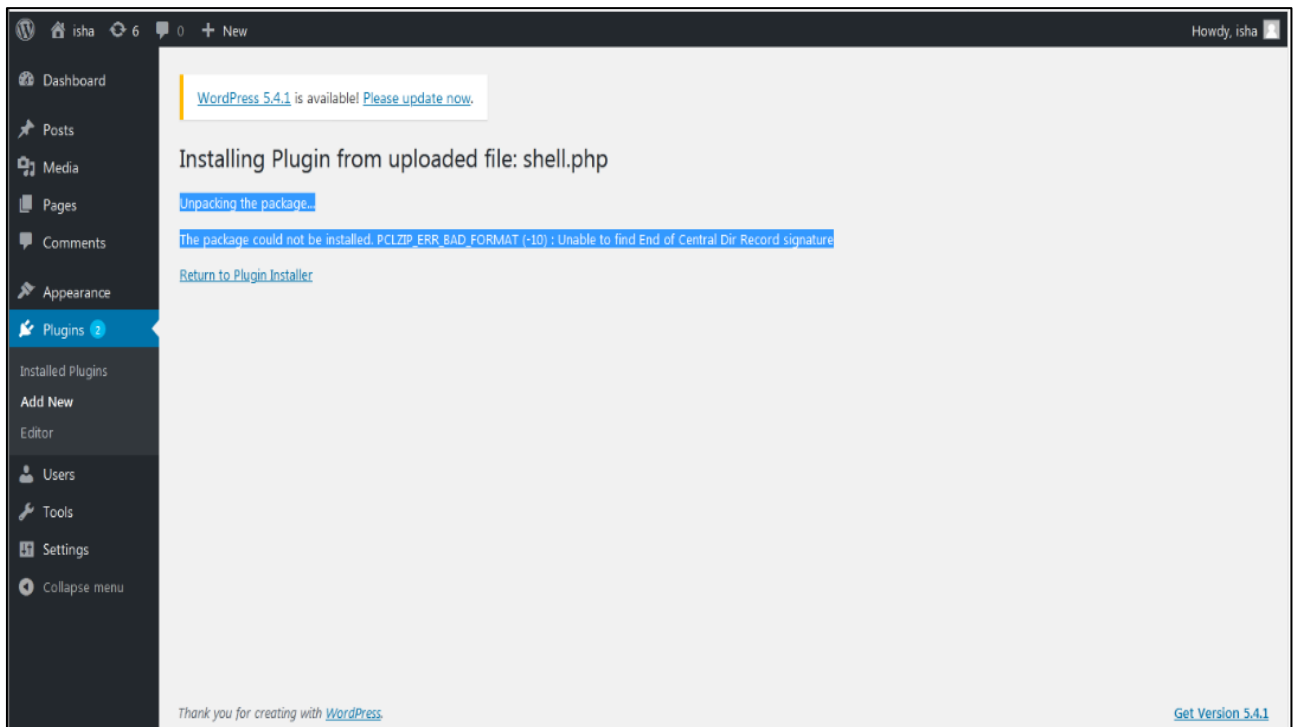 isha 6 0 + New Howdy, isha
Dashboard
WordPress 5.4.1 is available! Please update now.
Posts
Installing Plugin from uploaded file: shell.php
Media
Pages
Unpacking the package...
Comments
The package could not be installed. PCLZIP_ERR_BAD_FORMAT (-10) : Unable to find End of Central Dir Record signature
Return to Plugin Installer
Appearance
Plugins 2
Installed Plugins
Add New
Editor
Users
Tools
Settings
Collapse menu
Thank you for creating with WordPress. Get Version 5.4.1